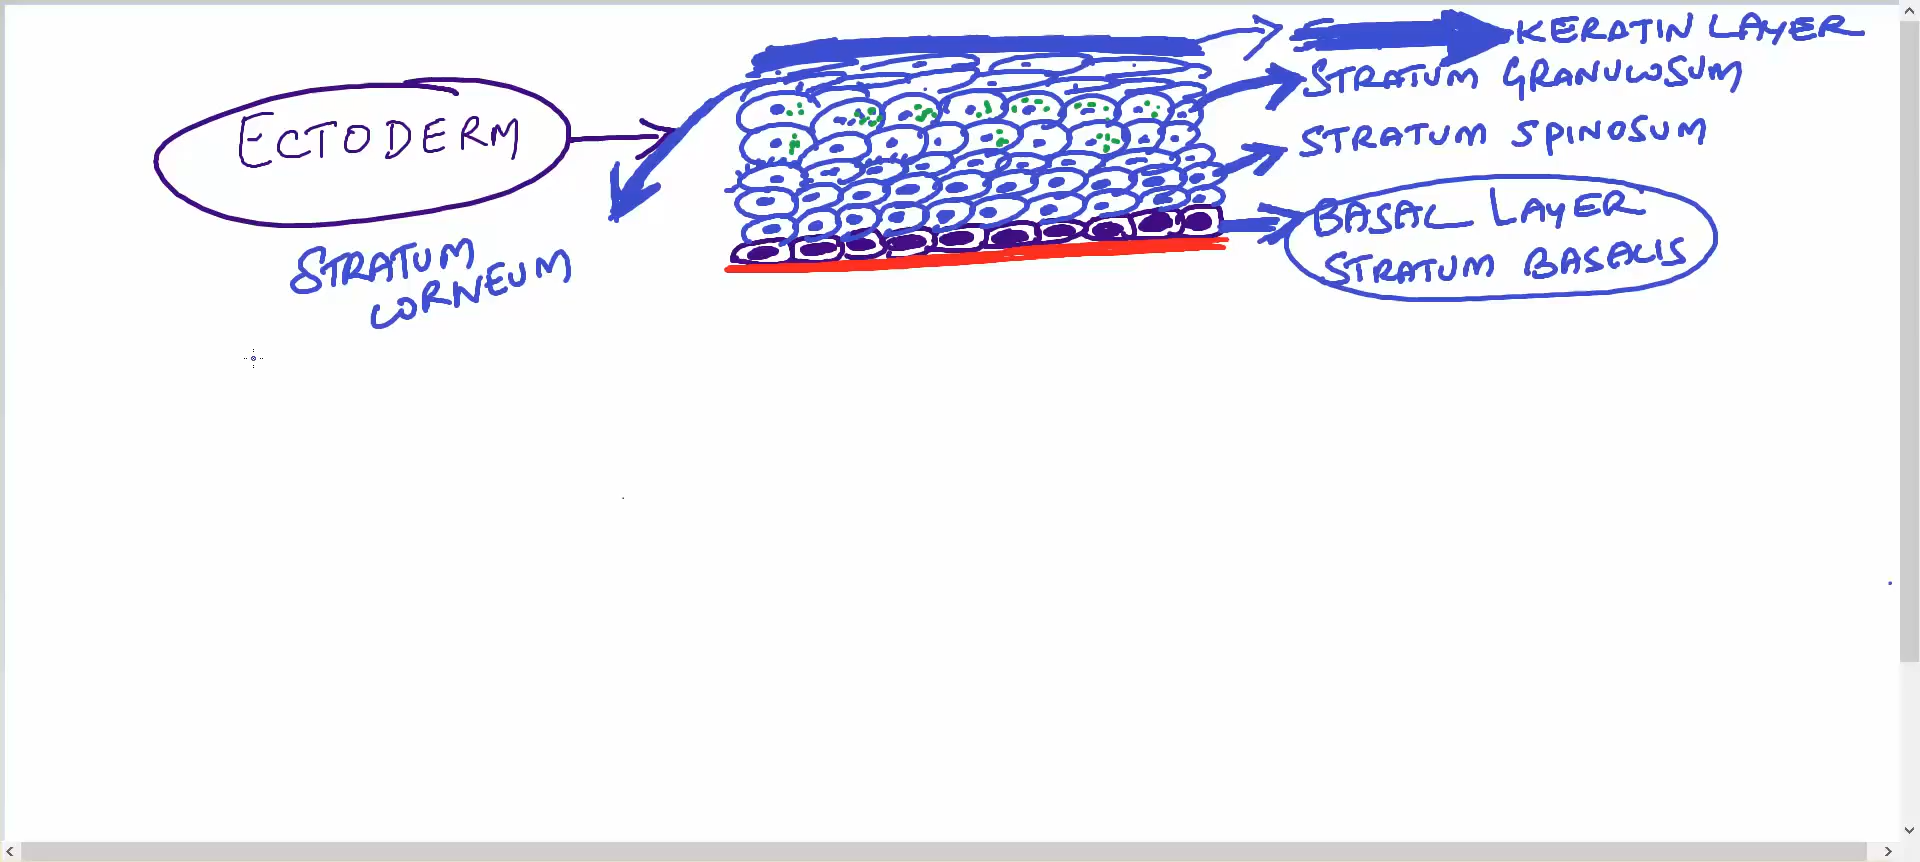 KERATIN LAYER
STRATUM GRANULOSUM
ECTODERM
STRATUM SPINOSUM
BASAL LAYER
STRATUM BASALIS
STRATUM
CORNEUM